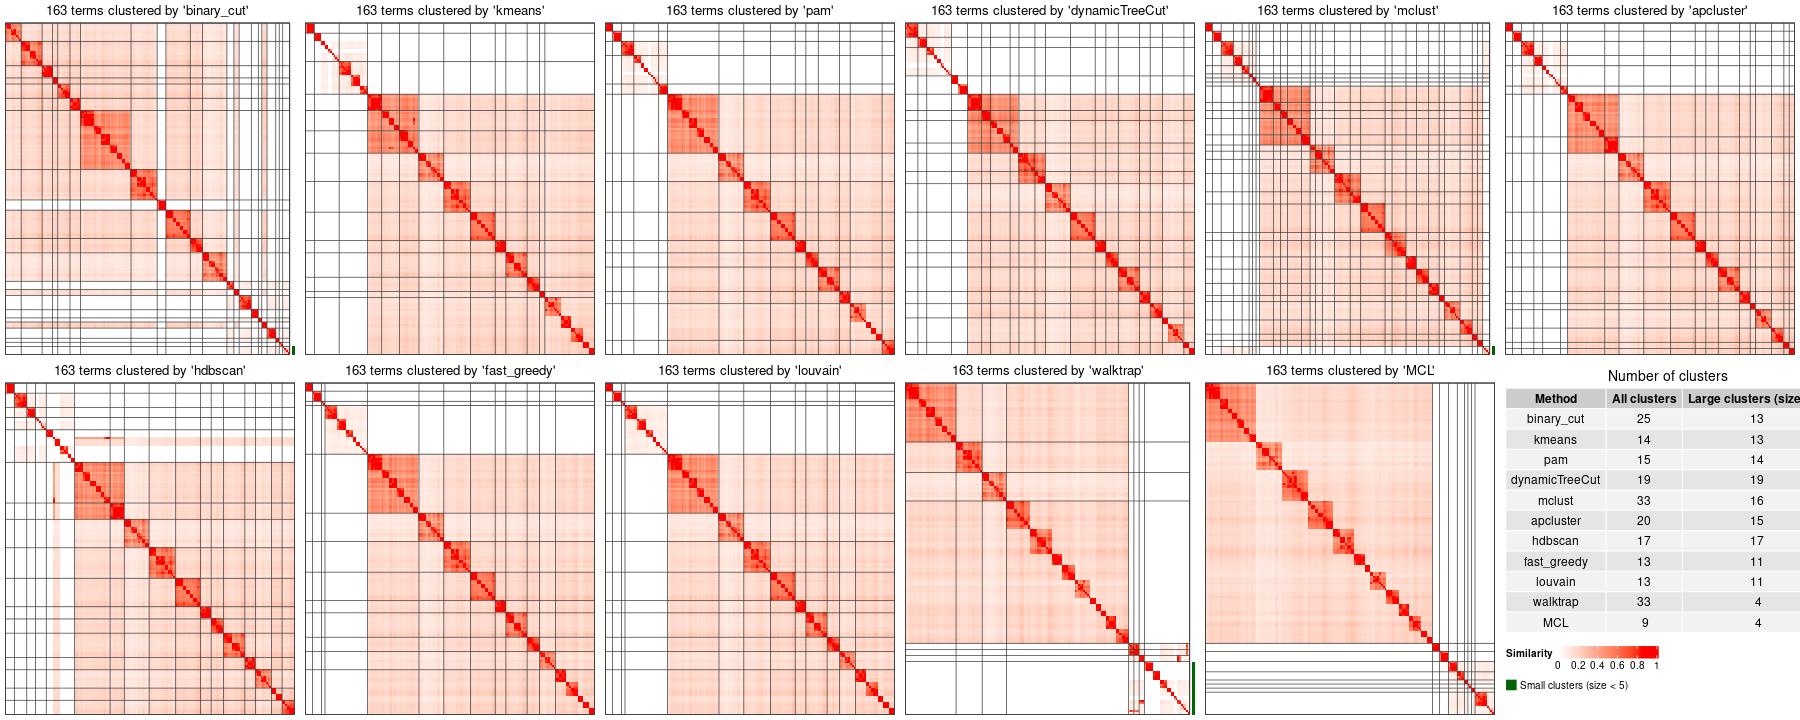 163 terms clustered by 'binary_cut'
163 terms clustered by 'kmeans'
163 terms clustered by 'pam'
163 terms clustered by 'dynamicTreeCut'
163 terms clustered by 'mclust'
163 terms clustered by 'apcluster'
163 terms clustered by 'hdbscan'
163 terms clustered by 'fast_greedy'
163 terms clustered by 'louvain'
163 terms clustered by 'walktrap'
163 terms clustered by 'MCL'
Number of clusters
Method All clusters Large clusters (size
binary_cut 25 13
kmeans 14 13
pam 15 14
dynamicTreeCut 19 19
mclust 33 16
apcluster 20 15
hdbscan 17 17
fast_greedy 13 11
louvain 13 11
walktrap 33 4
MCL 9 4
Similarity
0 0.2 0.4 0.6 0.8 1
Small clusters (size < 5)